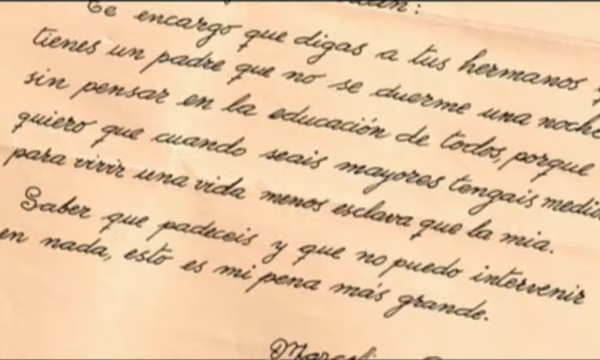 Te encargo que digas a tus hermanos
tienes un padre que no se duerme una noche
sin pensar en la educación de todos, porque
quiero que cuando seais mayores tengais medio
para vivir una vida menos esclava que la mia.
Saber que padeceis y que no puedo intervenir
en nada, esto es mi pena más grande.